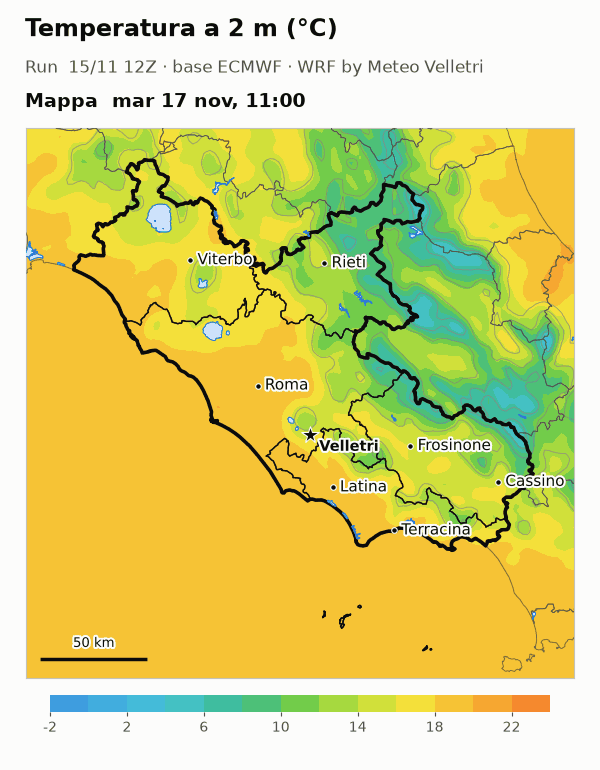 Temperatura a 2 m (°C)
Run 15/11 12Z · base ECMWF · WRF by Meteo Velletri
Mappa mar 17 nov, 11:00
Viterbo
Rieti
Roma
Velletri
Frosinone
Latina
Cassino
Terracina
50 km
-2 2 6 10 14 18 22